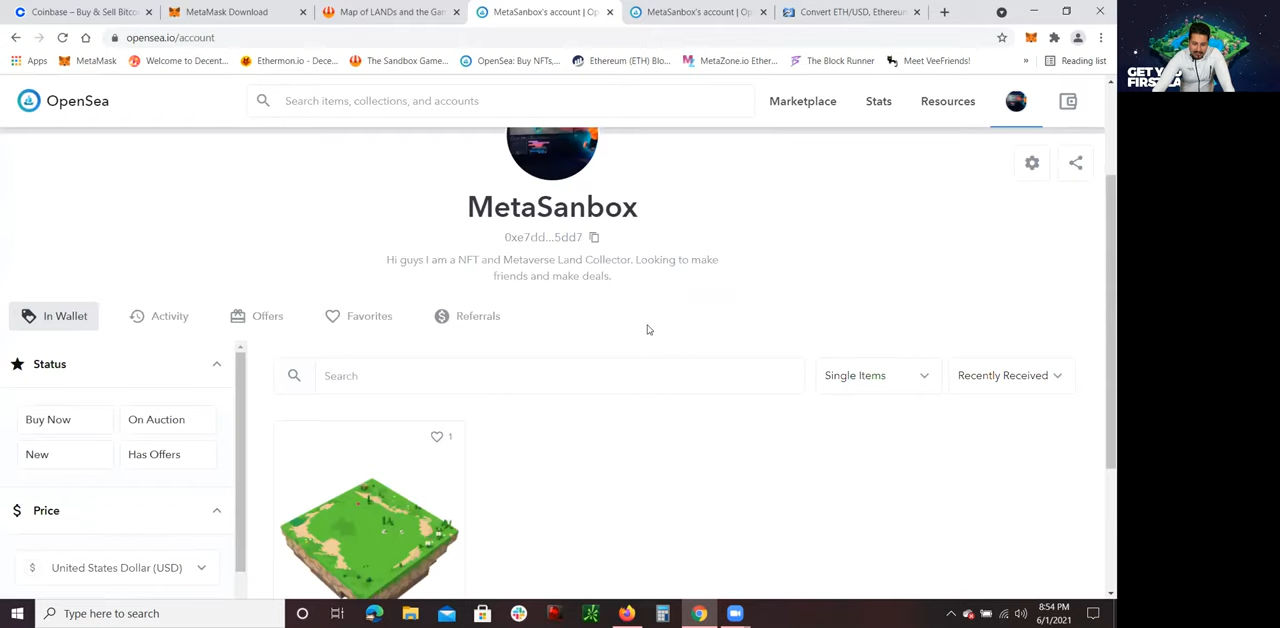 Coinbase – Buy & Sell Bitco
MetaMask Download
Map of LANDs and the Gam
MetaSanbox's account | Op
MetaSanbox's account | Op
Convert ETH/USD, Ethereum
opensea.io/account
Apps
MetaMask
Welcome to Decent...
Ethermon.io - Dece...
The Sandbox Game...
OpenSea: Buy NFTs,...
Ethereum (ETH) Blo...
MetaZone.io Ether...
The Block Runner
Meet VeeFriends!
»
Reading list
GET Y
FIRST LA
OpenSea
Search items, collections, and accounts
Marketplace
Stats
Resources
MetaSanbox
0xe7dd...5dd7
Hi guys I am a NFT and Metaverse Land Collector. Looking to make
friends and make deals.
In Wallet
Activity
Offers
Favorites
Referrals
Status
Search
Single Items
Recently Received
Buy Now
On Auction
New
Has Offers
1
Price
$ United States Dollar (USD)
Type here to search
8:54 PM
6/1/2021